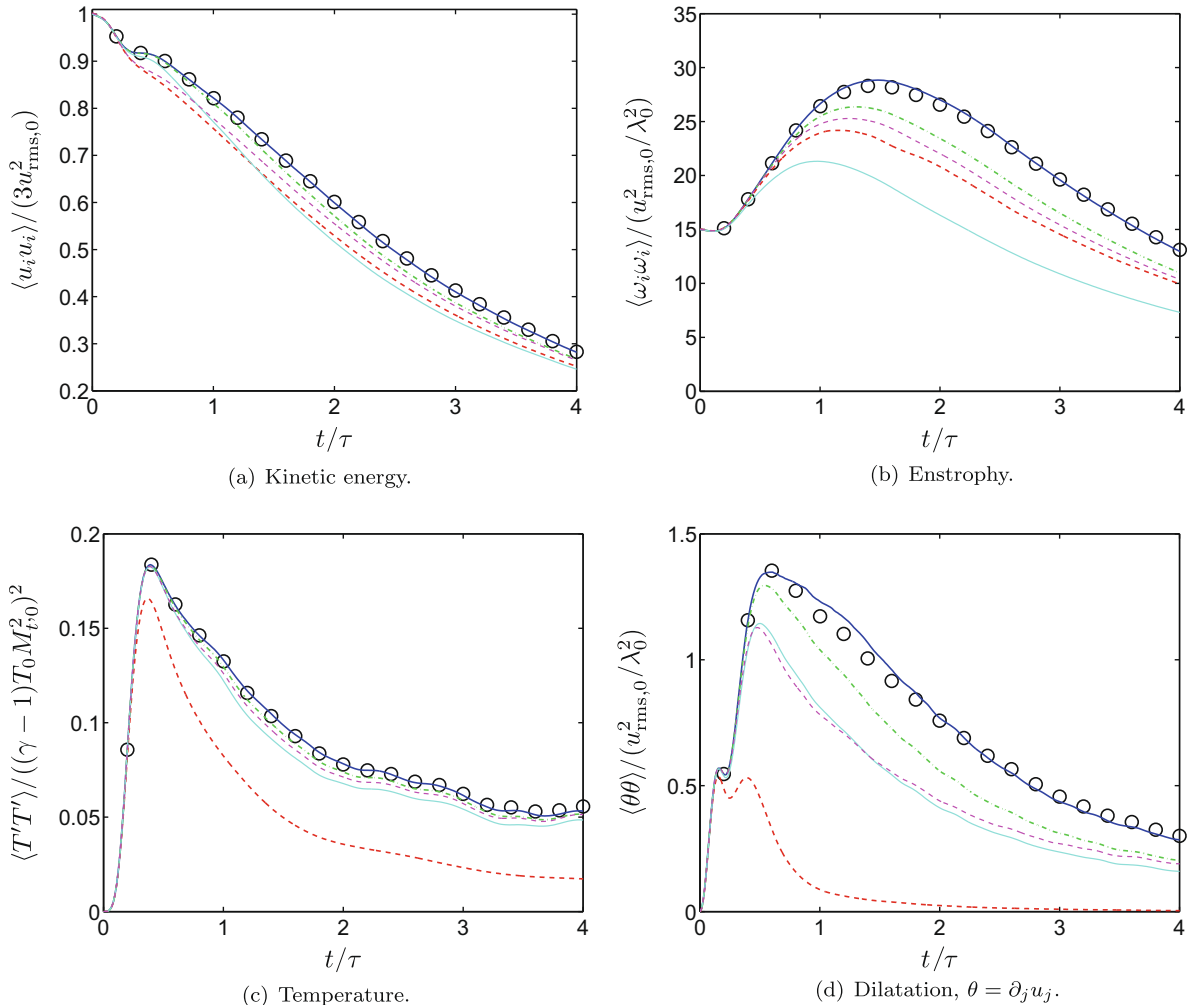 1
0.9
0.8
0.7
0.6
0.5
0.4
0.3
0.2
0 1 2 3 4
⟨u_i u_i⟩/(3u²_rms,0)
t/τ
(a) Kinetic energy.
35
30
25
20
15
10
5
0
0 1 2 3 4
⟨ω_i ω_i⟩/(u²_rms,0/λ₀²)
t/τ
(b) Enstrophy.
0.2
0.15
0.1
0.05
0
0 1 2 3 4
⟨T′T′⟩/((γ − 1)T₀M²_t,0)²
t/τ
(c) Temperature.
1.5
1
0.5
0
0 1 2 3 4
⟨θθ⟩/(u²_rms,0/λ₀²)
t/τ
(d) Dilatation, θ = ∂_j u_j.